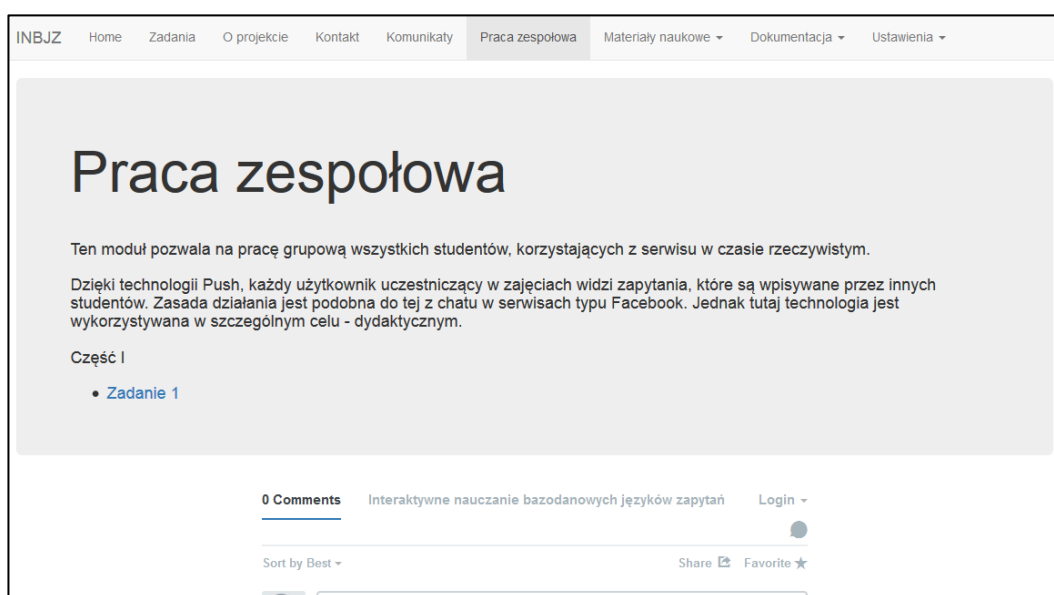 INBJZ Home Zadania O projekcie Kontakt Komunikaty Praca zespołowa Materiały naukowe Dokumentacja Ustawienia
Praca zespołowa
Ten moduł pozwala na pracę grupową wszystkich studentów, korzystających z serwisu w czasie rzeczywistym.
Dzięki technologii Push, każdy użytkownik uczestniczący w zajęciach widzi zapytania, które są wpisywane przez innych
studentów. Zasada działania jest podobna do tej z chatu w serwisach typu Facebook. Jednak tutaj technologia jest
wykorzystywana w szczególnym celu - dydaktycznym.
Część I
• Zadanie 1
0 Comments Interaktywne nauczanie bazodanowych języków zapytań Login
Sort by Best Share Favorite